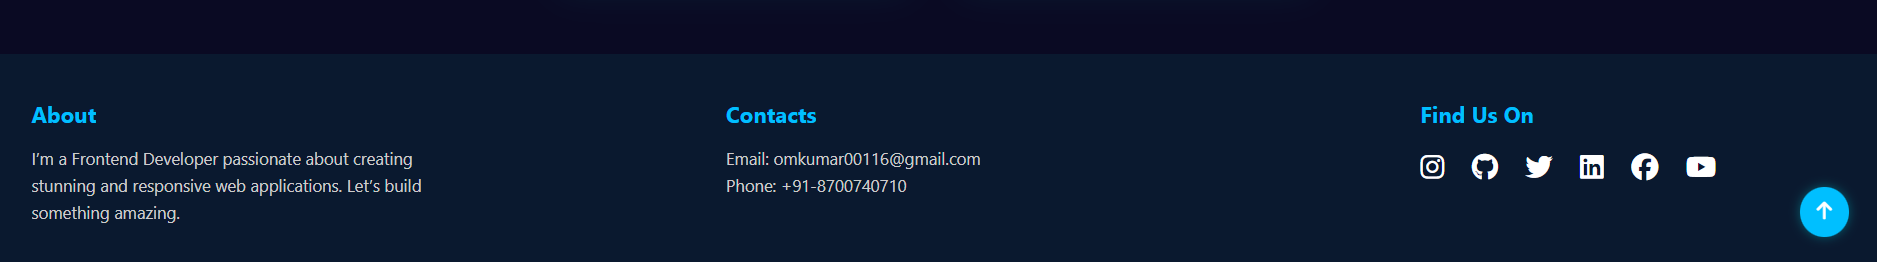 About
I'm a Frontend Developer passionate about creating
stunning and responsive web applications. Let's build
something amazing.
Contacts
Email: omkumar00116@gmail.com
Phone: +91-8700740710
Find Us On